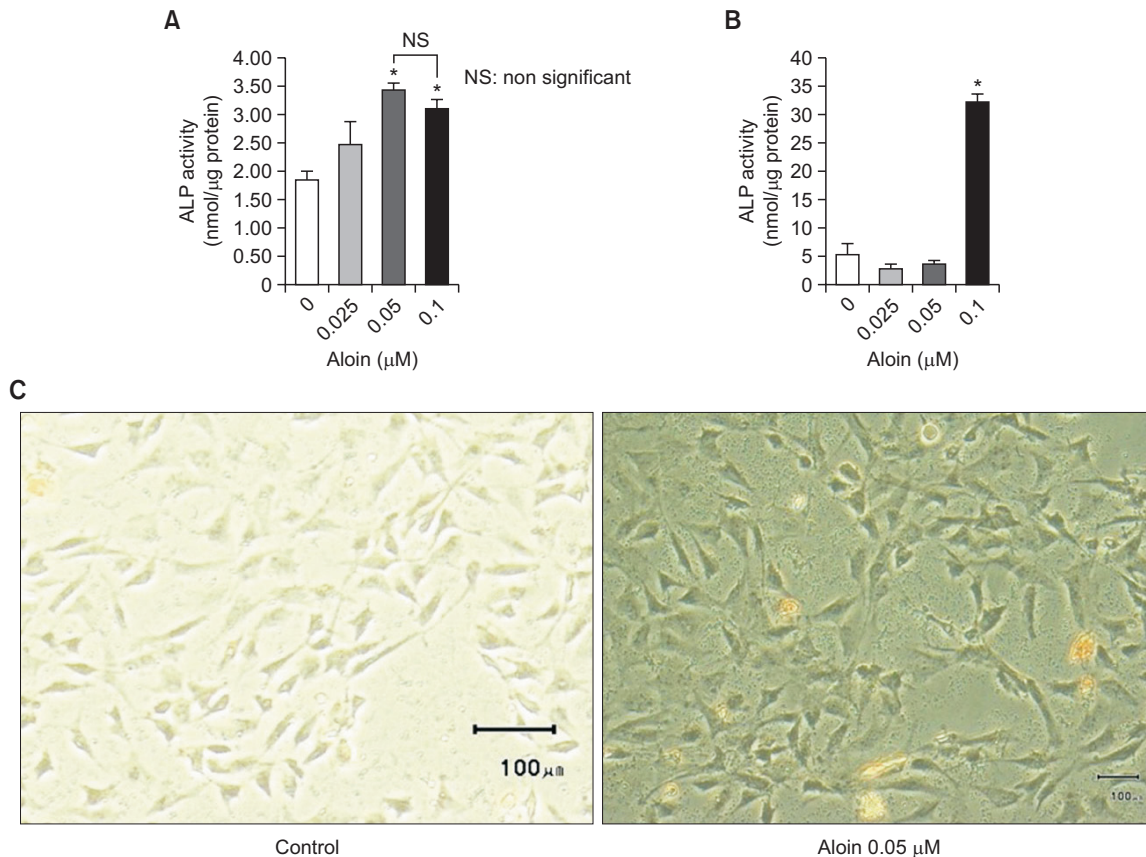 A
NS
NS: non significant
4.00
3.50
3.00
2.50
2.00
1.50
1.00
0.50
0
ALP activity
(nmol/μg protein)
*
*
0
0.025
0.05
0.1
Aloin (μM)
B
40
35
30
25
20
15
10
5
0
ALP activity
(nmol/μg protein)
*
0
0.025
0.05
0.1
Aloin (μM)
C
100μm
100μm
Control
Aloin 0.05 μM